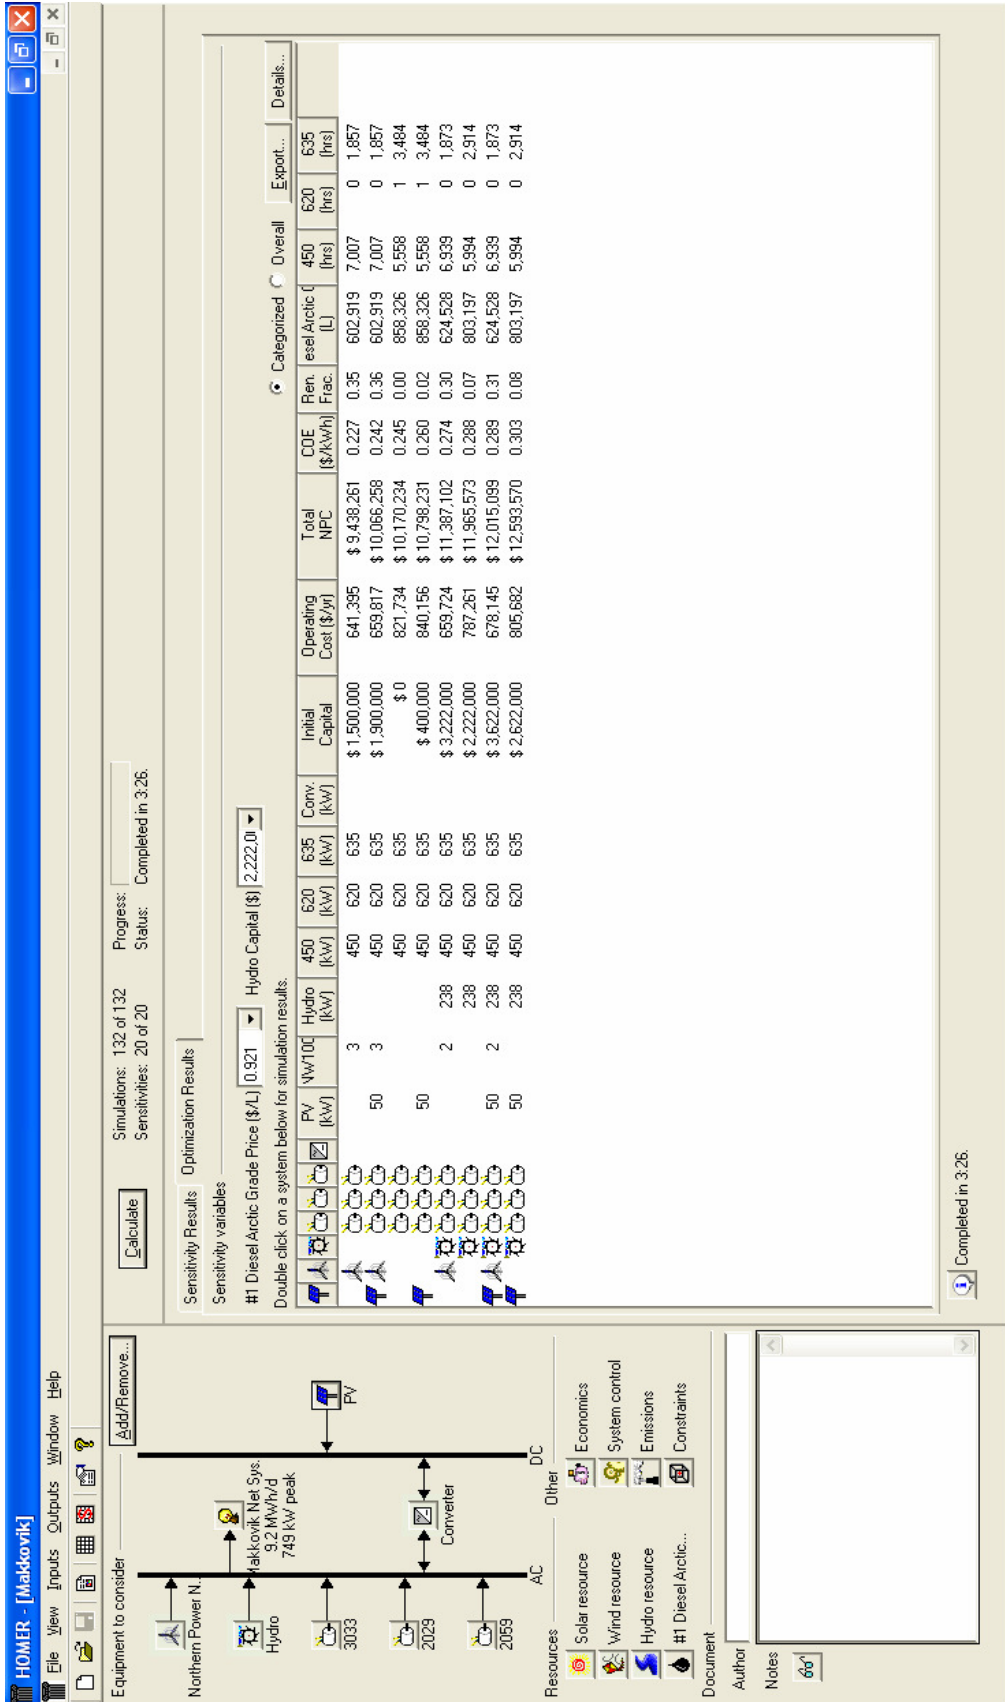 HOMER - [Makkovik]
File View Inputs Outputs Window Help
Equipment to consider
Add/Remove...
Northern Power N...
Makkovik Net Sys.
9.2 MWh/d
749 kW peak
Hydro
3033
2029
Converter
2059
PV
AC
DC
Resources
Other
Solar resource
Economics
Wind resource
System control
Hydro resource
Emissions
#1 Diesel Arctic...
Constraints
Document
Author
Notes
Calculate
Simulations: 132 of 132
Progress:
Sensitivities: 20 of 20
Status: Completed in 3:26.
Sensitivity Results Optimization Results
Sensitivity variables
#1 Diesel Arctic Grade Price ($/L) 0.921 Hydro Capital ($) 2,222,0
Double click on a system below for simulation results.
Categorized Overall Export... Details...
PV (kW) NW100 Hydro (kW) 450 (kW) 620 (kW) 635 (kW) Conv. (kW) Initial Capital Operating Cost ($/yr) Total NPC COE ($/kWh) Ren. Frac. esel Arctic (L) 450 (hrs) 620 (hrs) 635 (hrs)
3 450 620 635 $ 1,500,000 641,395 $ 9,438,261 0.227 0.35 602,919 7,007 0 1,857
50 3 450 620 635 $ 1,900,000 659,817 $ 10,066,258 0.242 0.36 602,919 7,007 0 1,857
450 620 635 $ 0 821,734 $ 10,170,234 0.245 0.00 858,326 5,558 1 3,484
50 450 620 635 $ 400,000 840,156 $ 10,798,231 0.260 0.02 858,326 5,558 1 3,484
2 238 450 620 635 $ 3,222,000 659,724 $ 11,387,102 0.274 0.30 624,528 6,939 0 1,873
238 450 620 635 $ 2,222,000 787,261 $ 11,965,573 0.288 0.07 803,197 5,994 0 2,914
50 2 238 450 620 635 $ 3,622,000 678,145 $ 12,015,099 0.289 0.31 624,528 6,939 0 1,873
50 238 450 620 635 $ 2,622,000 805,682 $ 12,593,570 0.303 0.08 803,197 5,994 0 2,914
Completed in 3:26.